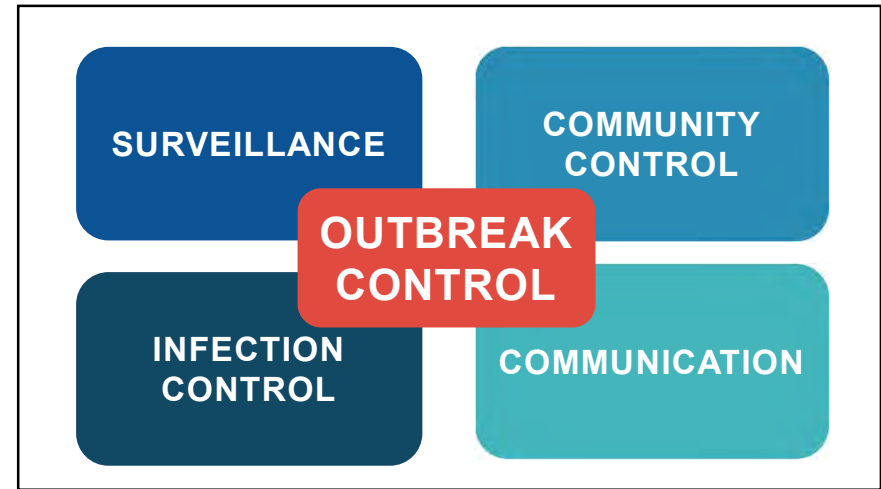 SURVEILLANCE
COMMUNITY
CONTROL
OUTBREAK
CONTROL
INFECTION
CONTROL
COMMUNICATION